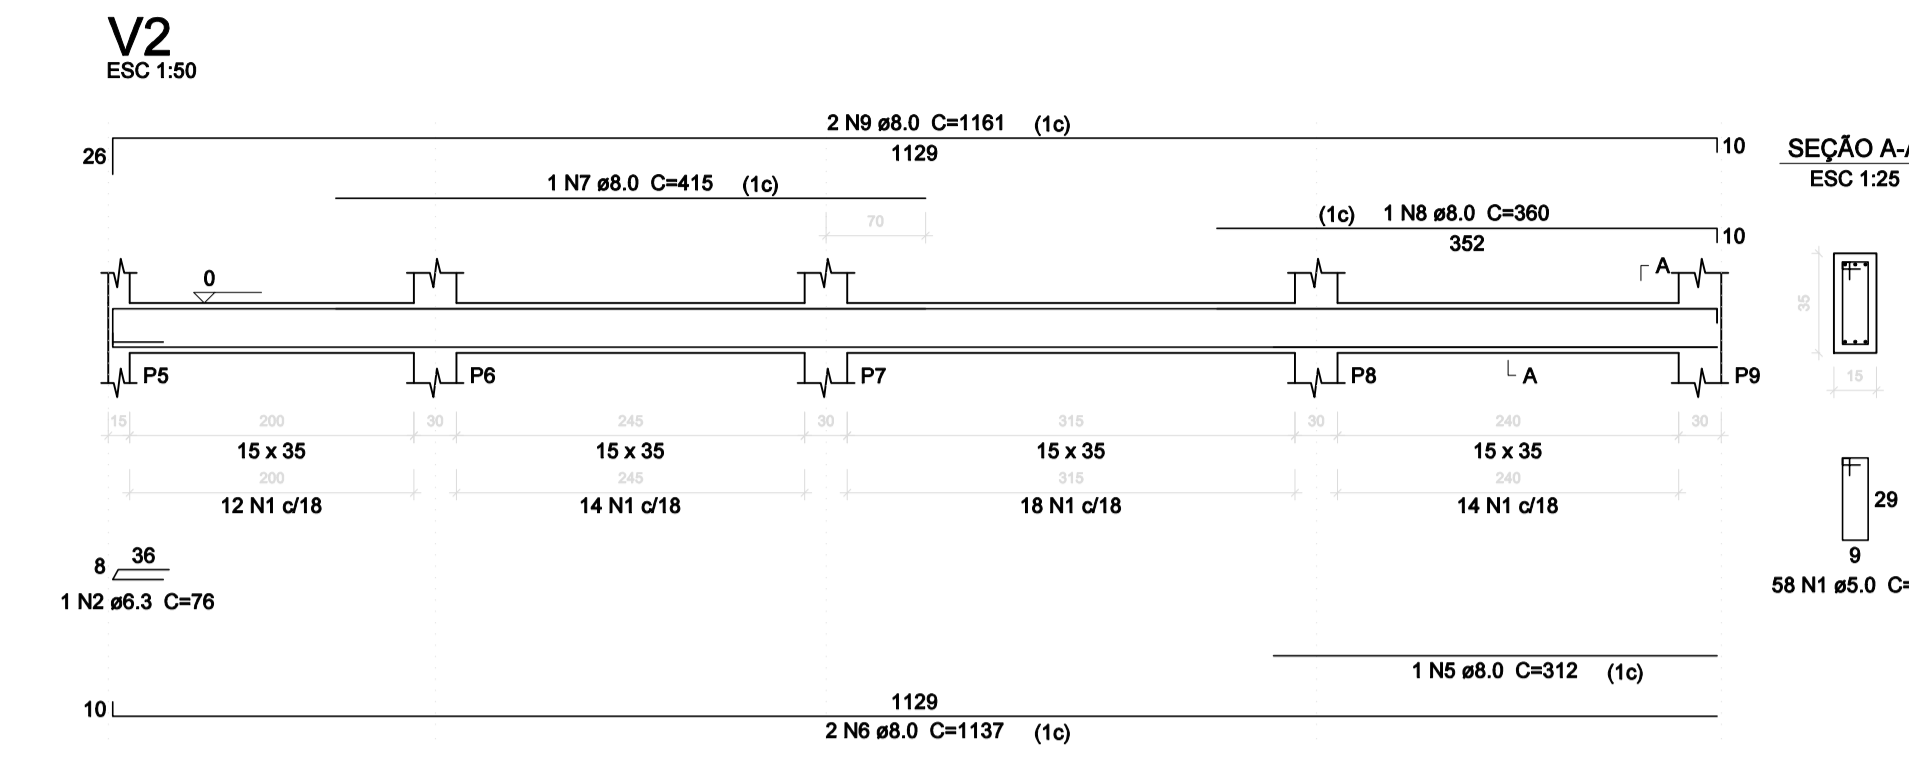 V2
ESC 1:50
2 N9 ø8.0 C=1161 (1c)
26
1129
10
SEÇÃO A-A
ESC 1:25
1 N7 ø8.0 C=415 (1c)
70
(1c) 1 N8 ø8.0 C=360
352
10
0
A
35
P5
P6
P7
P8
A
P9
15
15
200
30
245
30
315
30
240
30
15 x 35
15 x 35
15 x 35
15 x 35
200
245
315
240
12 N1 c/18
14 N1 c/18
18 N1 c/18
14 N1 c/18
29
9
58 N1 ø5.0 C=
8
36
1 N2 ø6.3 C=76
1 N5 ø8.0 C=312 (1c)
10
1129
2 N6 ø8.0 C=1137 (1c)